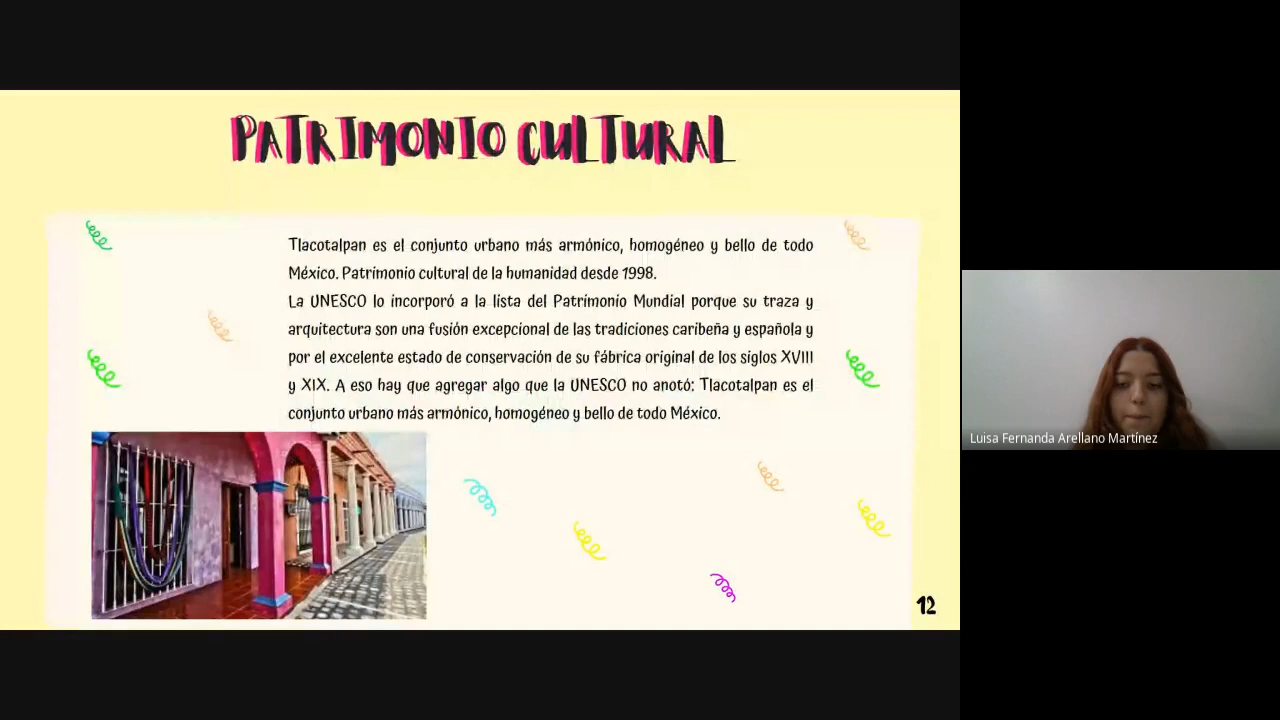 PATRIMONIO CULTURAL
Tlacotalpan es el conjunto urbano más armónico, homogéneo y bello de todo
México. Patrimonio cultural de la humanidad desde 1998.
La UNESCO lo incorporó a la lista del Patrimonio Mundial porque su traza y
arquitectura son una fusión excepcional de las tradiciones caribeña y española y
por el excelente estado de conservación de su fábrica original de los siglos XVIII
y XIX. A eso hay que agregar algo que la UNESCO no anotó: Tlacotalpan es el
conjunto urbano más armónico, homogéneo y bello de todo México.
12
Luisa Fernanda Arellano Martínez